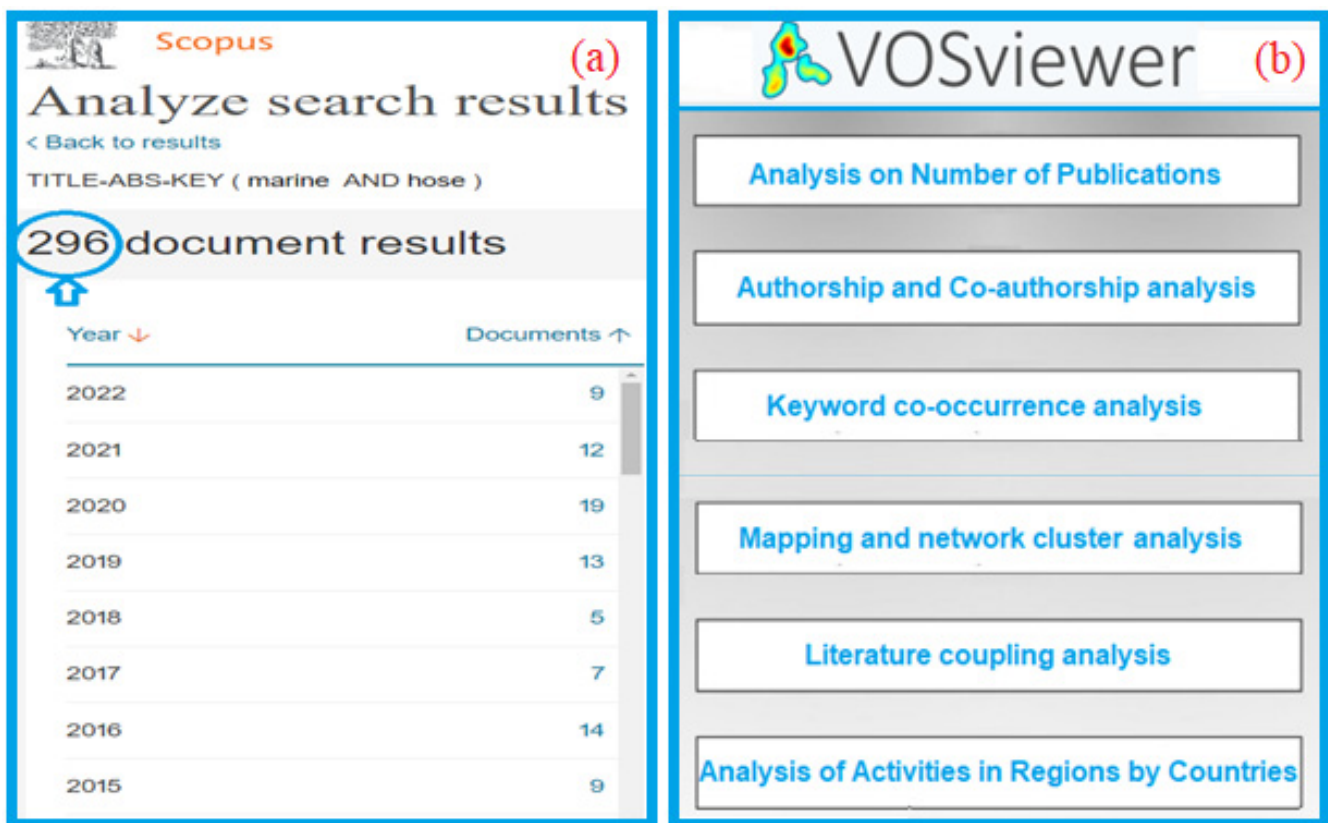 Scopus
(a)
Analyze search results
< Back to results
TITLE-ABS-KEY ( marine AND hose )
296 document results
Year ↓ Documents ↑
2022 9
2021 12
2020 19
2019 13
2018 5
2017 7
2016 14
2015 9
VOSviewer
(b)
Analysis on Number of Publications
Authorship and Co-authorship analysis
Keyword co-occurrence analysis
Mapping and network cluster analysis
Literature coupling analysis
Analysis of Activities in Regions by Countries